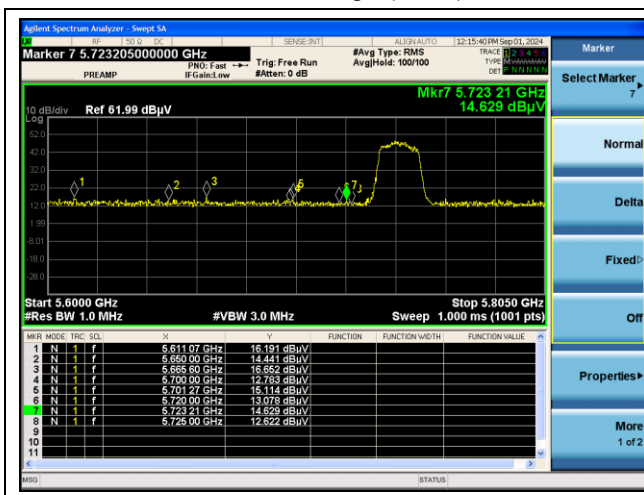 Agilent Spectrum Analyzer - Swept SA
RF 50 Ω DC SENSE:INT ALIGN AUTO 12:15:40 PM Sep 01, 2024
Marker 7 5.723205000000 GHz
#Avg Type: RMS
TRACE 1 2 3 4 5 6
PNO: Fast
Trig: Free Run
Avg|Hold: 100/100
TYPE M
PREAMP
IFGain:Low
#Atten: 0 dB
DET P N N N N N
Mkr7 5.723 21 GHz
14.629 dBµV
10 dB/div Ref 61.99 dBµV
Log
52.0
42.0
32.0
22.0
12.0
1.99
-8.01
-18.0
-28.0
1
2
3
7
Start 5.6000 GHz Stop 5.8050 GHz
#Res BW 1.0 MHz #VBW 3.0 MHz Sweep 1.000 ms (1001 pts)
MKR MODE TRC SCL X Y FUNCTION FUNCTION WIDTH FUNCTION VALUE
1 N 1 f 5.611 07 GHz 16.191 dBµV
2 N 1 f 5.650 00 GHz 14.441 dBµV
3 N 1 f 5.665 60 GHz 16.652 dBµV
4 N 1 f 5.700 00 GHz 12.783 dBµV
5 N 1 f 5.701 27 GHz 15.114 dBµV
6 N 1 f 5.720 00 GHz 13.078 dBµV
7 N 1 f 5.723 21 GHz 14.629 dBµV
8 N 1 f 5.725 00 GHz 12.622 dBµV
9
10
11
MSG STATUS
Marker
Select Marker
7
Normal
Delta
Fixed
Off
Properties
More
1 of 2